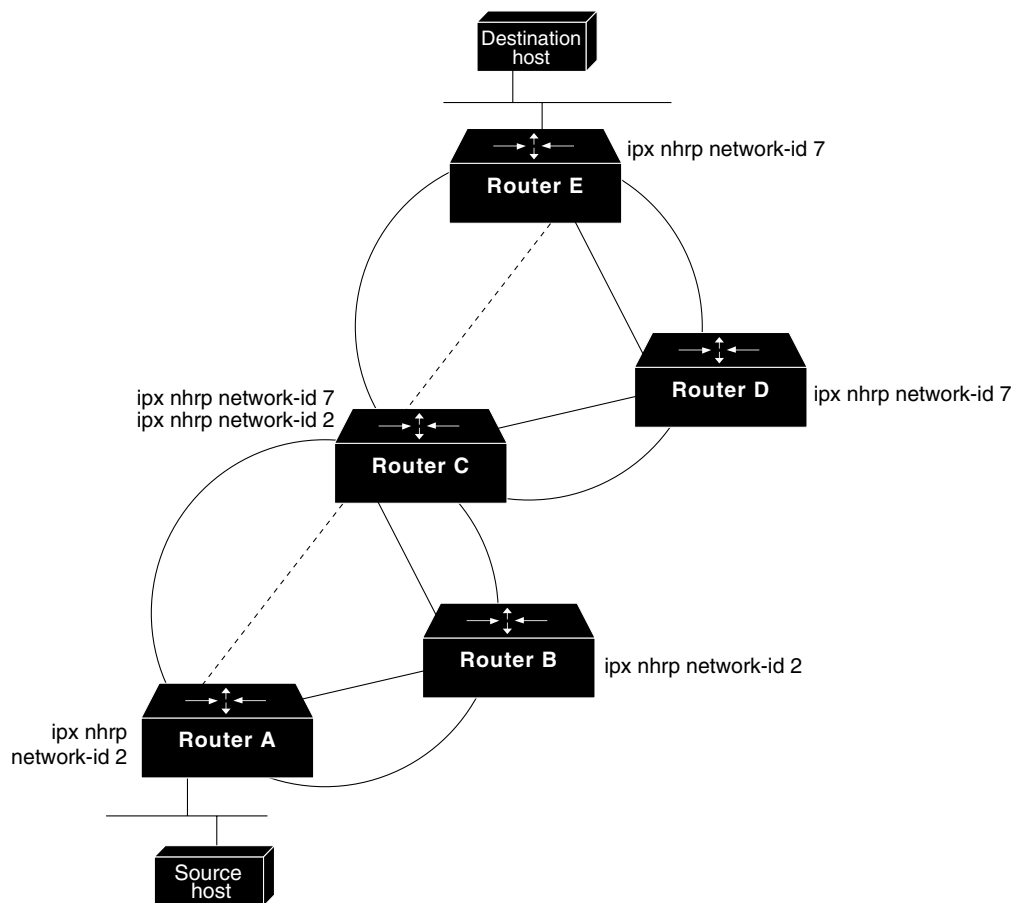 Destination
host
ipx nhrp network-id 7
Router E
ipx nhrp network-id 7
ipx nhrp network-id 2
Router D
ipx nhrp network-id 7
Router C
Router B
ipx nhrp network-id 2
ipx nhrp
network-id 2
Router A
Source
host